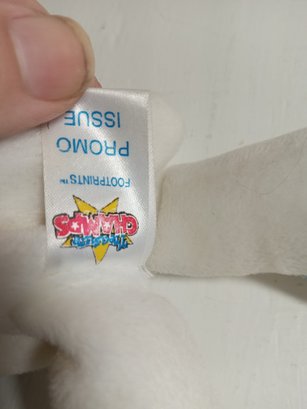 CHAMPS
FOOTPRINTS™
PROMO
ISSUE